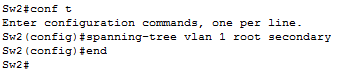 Sw2#conf t
Enter configuration commands, one per line.
Sw2(config)#spanning-tree vlan 1 root secondary
Sw2(config)#end
Sw2#